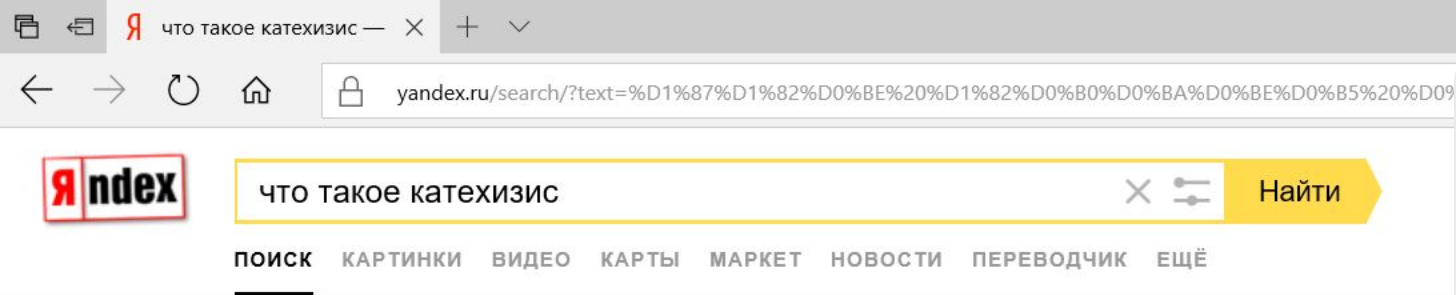 Я что такое катехизис —
yandex.ru/search/?text=%D1%87%D1%82%D0%BE%20%D1%82%D0%B0%D0%BA%D0%BE%D0%B5%20%D0%
Яndex что такое катехизис Найти
ПОИСК КАРТИНКИ ВИДЕО КАРТЫ МАРКЕТ НОВОСТИ ПЕРЕВОДЧИК ЕЩЁ